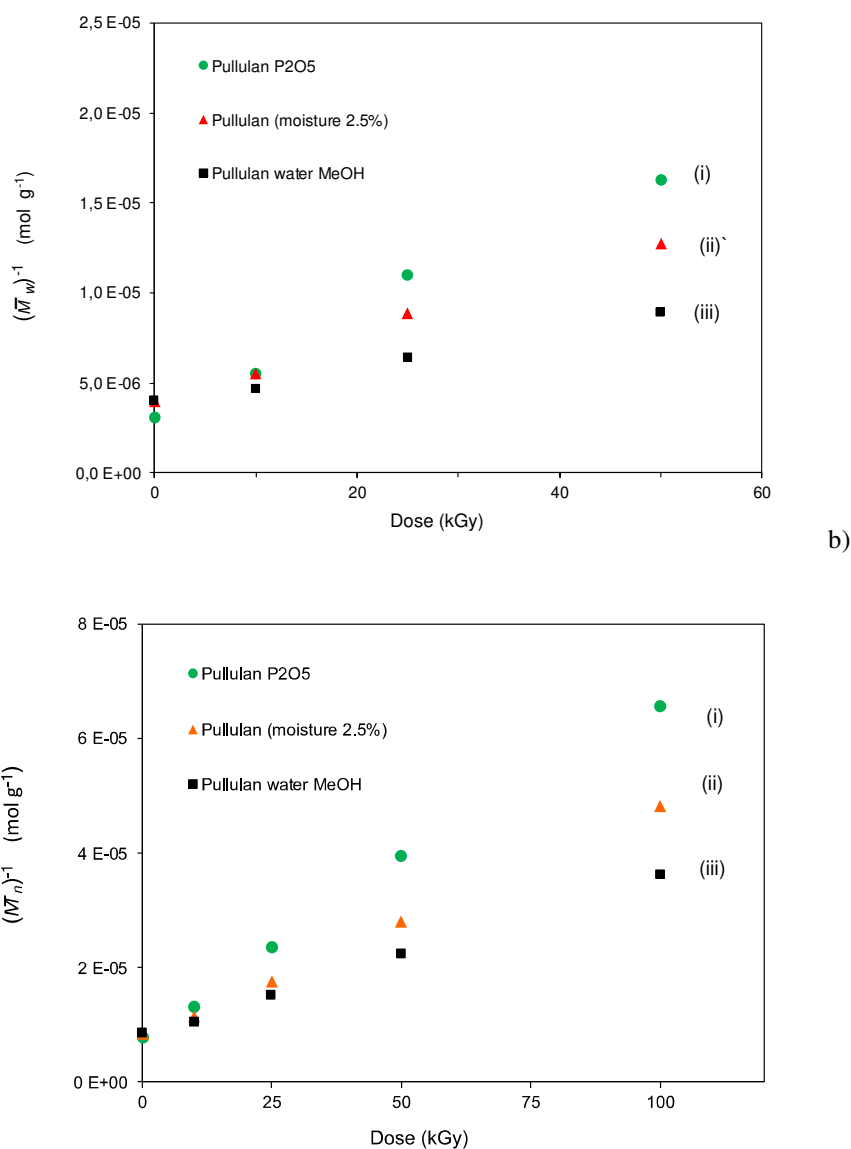 2,5 E-05
Pullulan P2O5
2,0 E-05
Pullulan (moisture 2.5%)
Pullulan water MeOH
(i)
1,5 E-05
(ii)`
1,0 E-05
(iii)
5,0 E-06
0,0 E+00
0 20 40 60
Dose (kGy)
(M̅ w)-1 (mol g-1)
b)
8 E-05
Pullulan P2O5
(i)
6 E-05
Pullulan (moisture 2.5%)
(ii)
Pullulan water MeOH
4 E-05
(iii)
2 E-05
0 E+00
0 25 50 75 100
Dose (kGy)
(M̅ n)-1 (mol g-1)